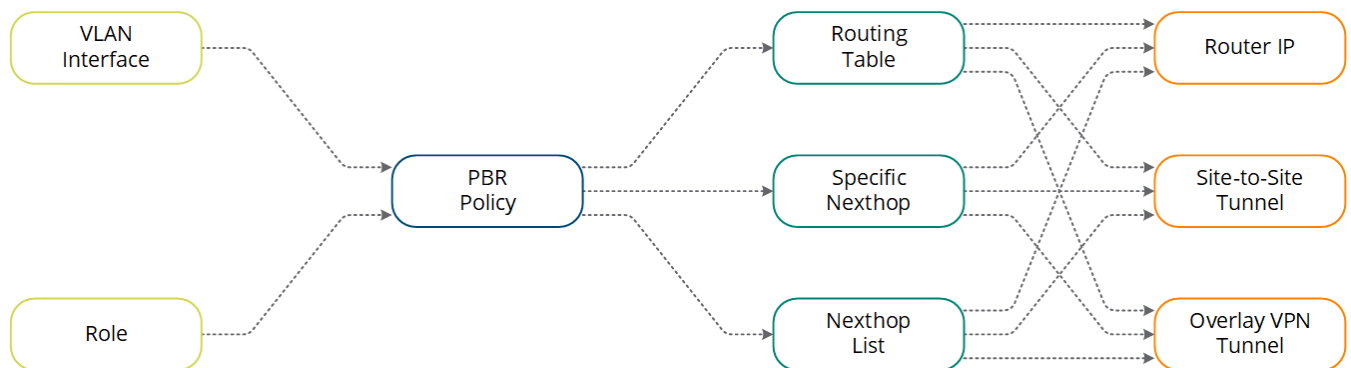 VLAN
Interface
Role
PBR
Policy
Routing
Table
Specific
Nexthop
Nexthop
List
Router IP
Site-to-Site
Tunnel
Overlay VPN
Tunnel